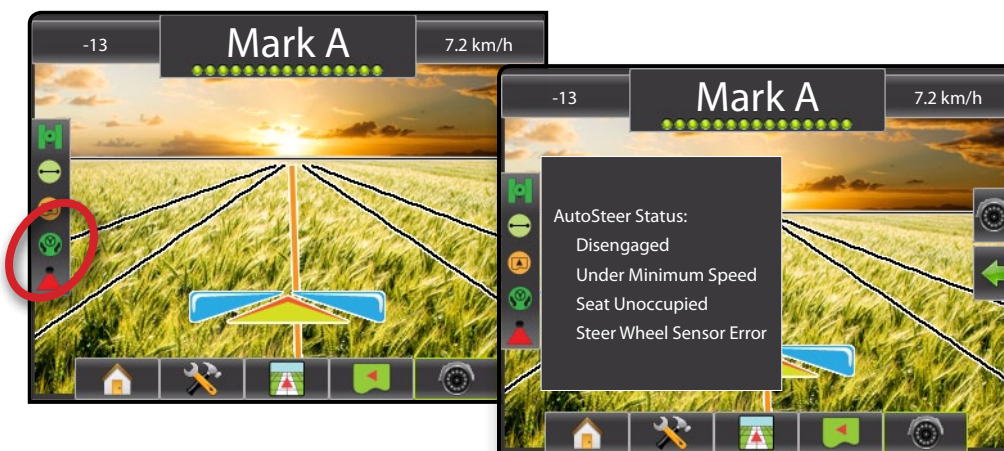 -13
Mark A
7.2 km/h
-13
Mark A
7.2 km/h
AutoSteer Status:
Disengaged
Under Minimum Speed
Seat Unoccupied
Steer Wheel Sensor Error